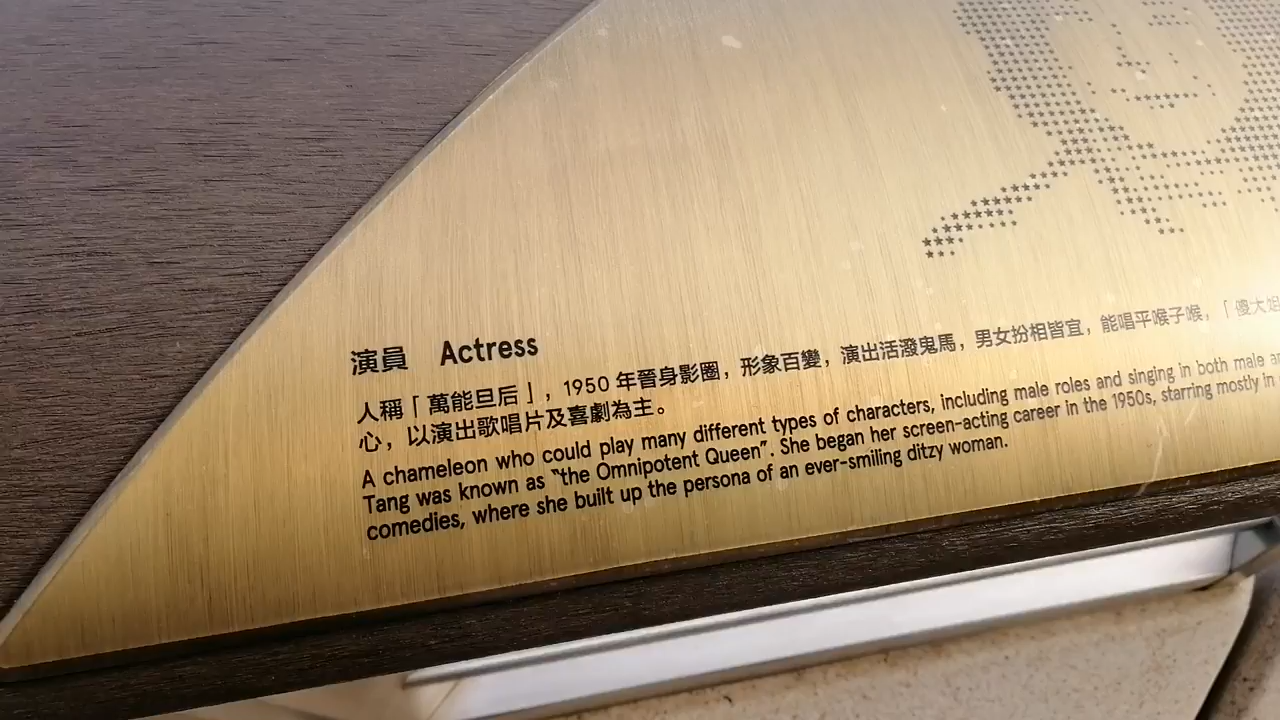 演員 Actress
人稱「萬能旦后」，1950 年晉身影圈，形象百變，演出活潑鬼馬，男女扮相皆宜，能唱平喉子喉，「傻大姐
心，以演出歌唱片及喜劇為主。
A chameleon who could play many different types of characters, including male roles and singing in both male
Tang was known as “the Omnipotent Queen”. She began her screen-acting career in the 1950s, starring mostly in
comedies, where she built up the persona of an ever-smiling ditzy woman.